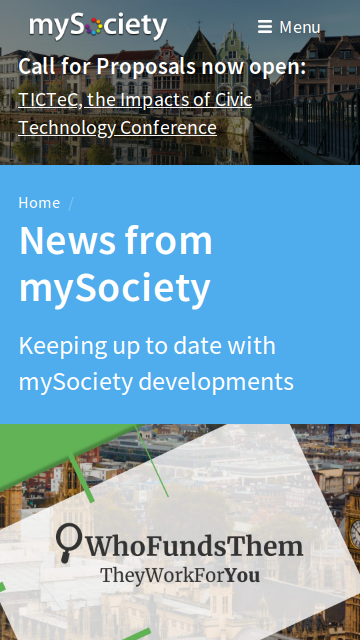 mySociety
Menu
Call for Proposals now open:
TICTeC, the Impacts of Civic
Technology Conference
Home /
News from
mySociety
Keeping up to date with
mySociety developments
WhoFundsThem
TheyWorkForYou